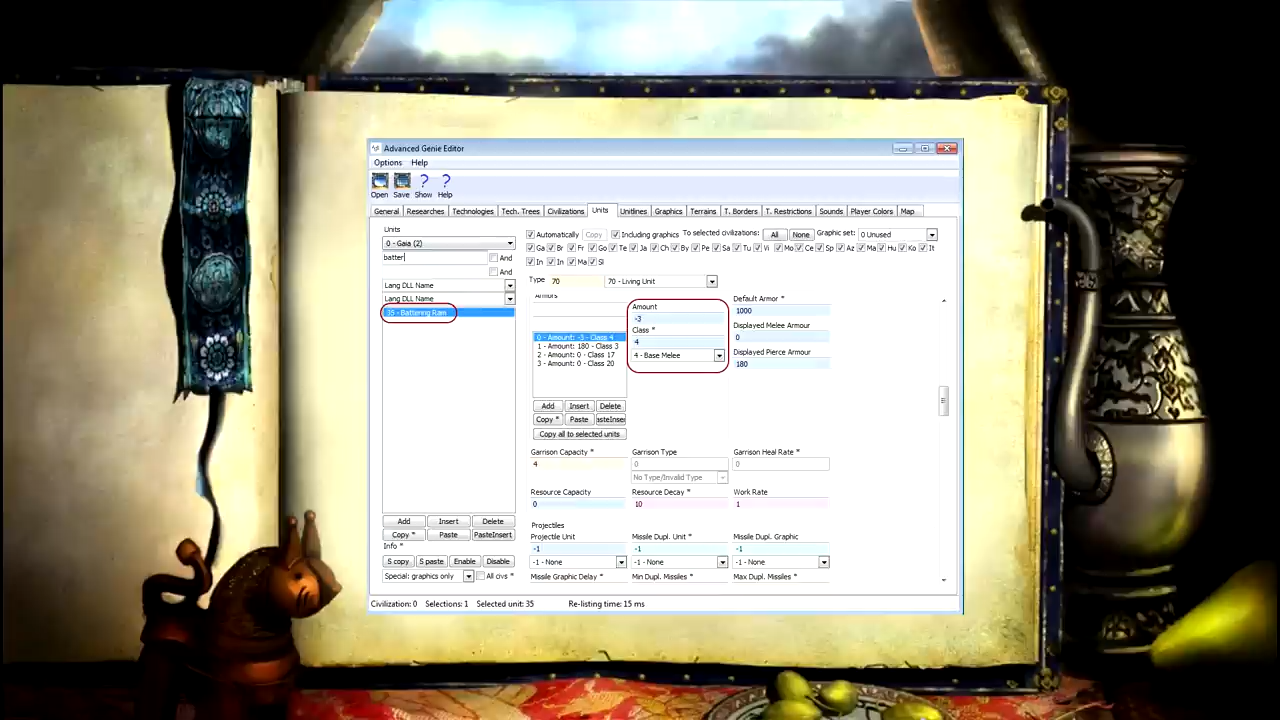 Advanced Genie Editor
Options Help
Open Save Show Help
General Researches Technologies Tech. Trees Civilizations Units Unitlines Graphics Terrains T. Borders T. Restrictions Sounds Player Colors Map
Units
0 - Gaia (2)
batter
And
And
Lang DLL Name
Lang DLL Name
35 - Battering Ram
Add Insert Delete
Copy * Paste PasteInsert
Info *
S copy S paste Enable Disable
Special: graphics only All civs *
Automatically Copy Including graphics To selected civilizations: All None Graphic set: 0 Unused
Ga Br Fr Go Te Ja Ch By Pe Sa Tu Vi Mo Ce Sp Az Ma Hu Ko It
In In Ma Sl
Type 70 70 - Living Unit
Armors
0 - Amount: -3 - Class 4
1 - Amount: 180 - Class 3
2 - Amount: 0 - Class 17
3 - Amount: 0 - Class 20
Add Insert Delete
Copy * Paste asteInser
Copy all to selected units
Amount
-3
Class *
4
4 - Base Melee
Default Armor *
1000
Displayed Melee Armour
0
Displayed Pierce Armour
180
Garrison Capacity * Garrison Type Garrison Heal Rate *
4 0 0
No Type/Invalid Type
Resource Capacity Resource Decay * Work Rate
0 10 1
Projectiles
Projectile Unit Missile Dupl. Unit * Missile Dupl. Graphic
-1 -1 -1
-1 - None -1 - None -1 - None
Missile Graphic Delay * Min Dupl. Missiles * Max Dupl. Missiles *
Civilization: 0 Selections: 1 Selected unit: 35 Re-listing time: 15 ms